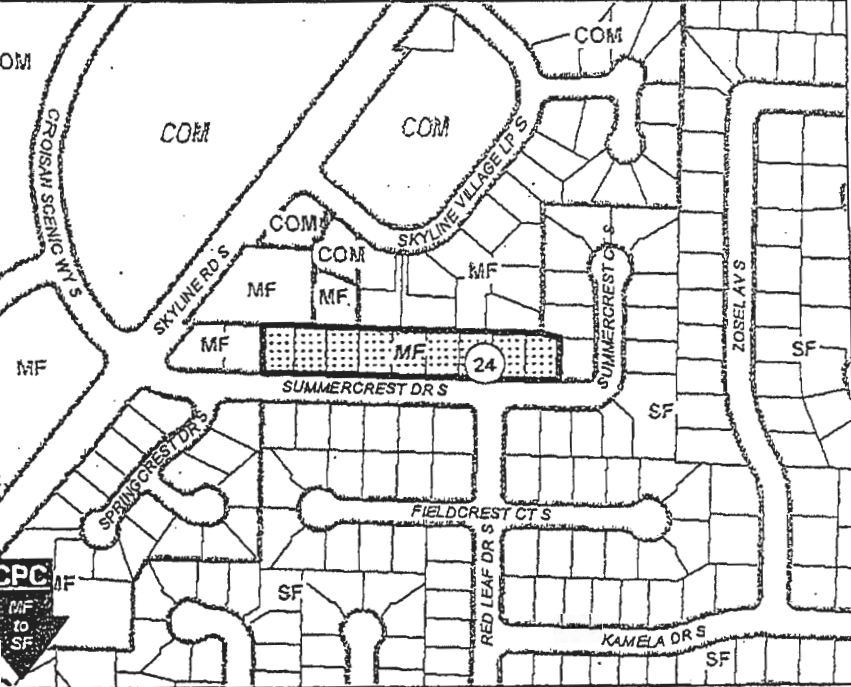 COM
OM
COM
COM
CROISAN SCENIC WY S
SKYLINE VILLAGE LP S
COM
COM
SKYLINE RD S
MF
MF
MF
SUMMERCREST CT S
ZOSEL AV S
MF
MF
MF
24
SF
SUMMERCREST DR S
SF
SPRINGCREST DR S
FIELDCREST CT S
RED LEAF DR S
CPC
MF
to
SF
MF
SF
KAMELA DR S
SF